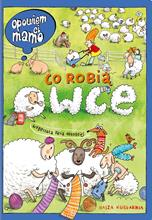 opowiem
ci
mamo
CO ROBIĄ
OWCE
NASZA KSIĘGARNIA